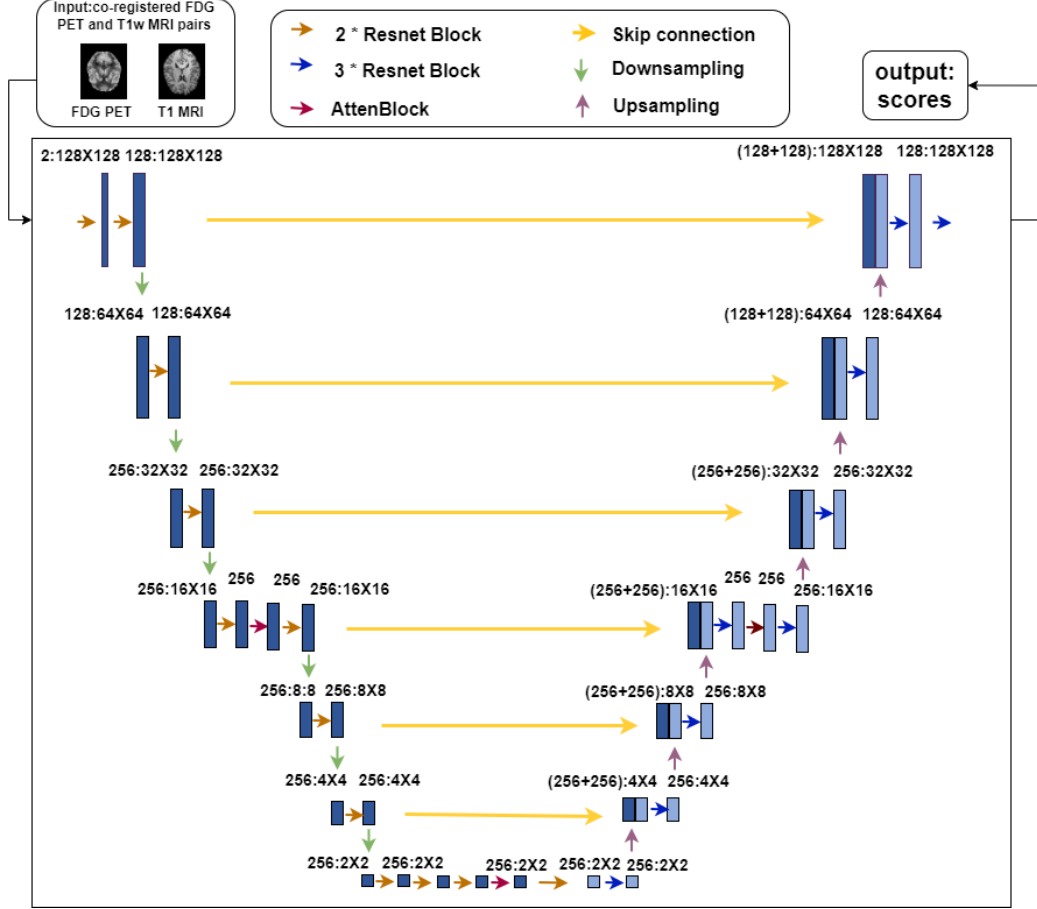 Input:co-registered FDG
PET and T1w MRI pairs
FDG PET
T1 MRI
2 * Resnet Block
3 * Resnet Block
AttenBlock
Skip connection
Downsampling
Upsampling
output:
scores
2:128X128 128:128X128
(128+128):128X128 128:128X128
128:64X64 128:64X64
(128+128):64X64 128:64X64
256:32X32 256:32X32
(256+256):32X32 256:32X32
256:16X16 256 256 256:16X16
(256+256):16X16 256 256 256:16X16
256:8:8 256:8X8
(256+256):8X8 256:8X8
256:4X4 256:4X4
(256+256):4X4 256:4X4
256:2X2 256:2X2 256:2X2 256:2X2 256:2X2